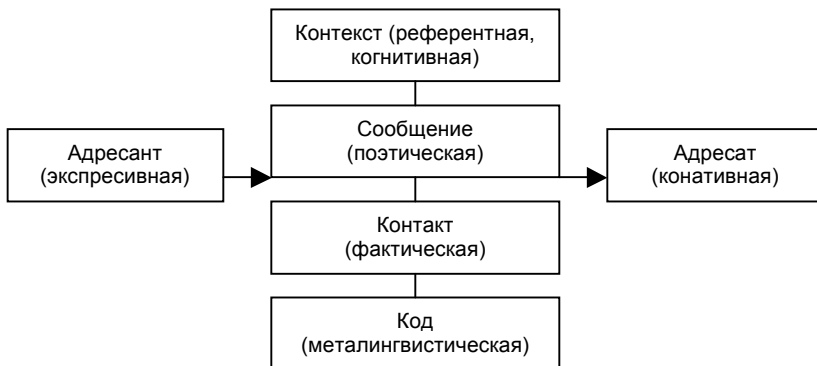 Контекст (референтная,
когнитивная)
Сообщение
(поэтическая)
Адресант
(экспресивная)
Адресат
(конативная)
Контакт
(фактическая)
Код
(металингвистическая)